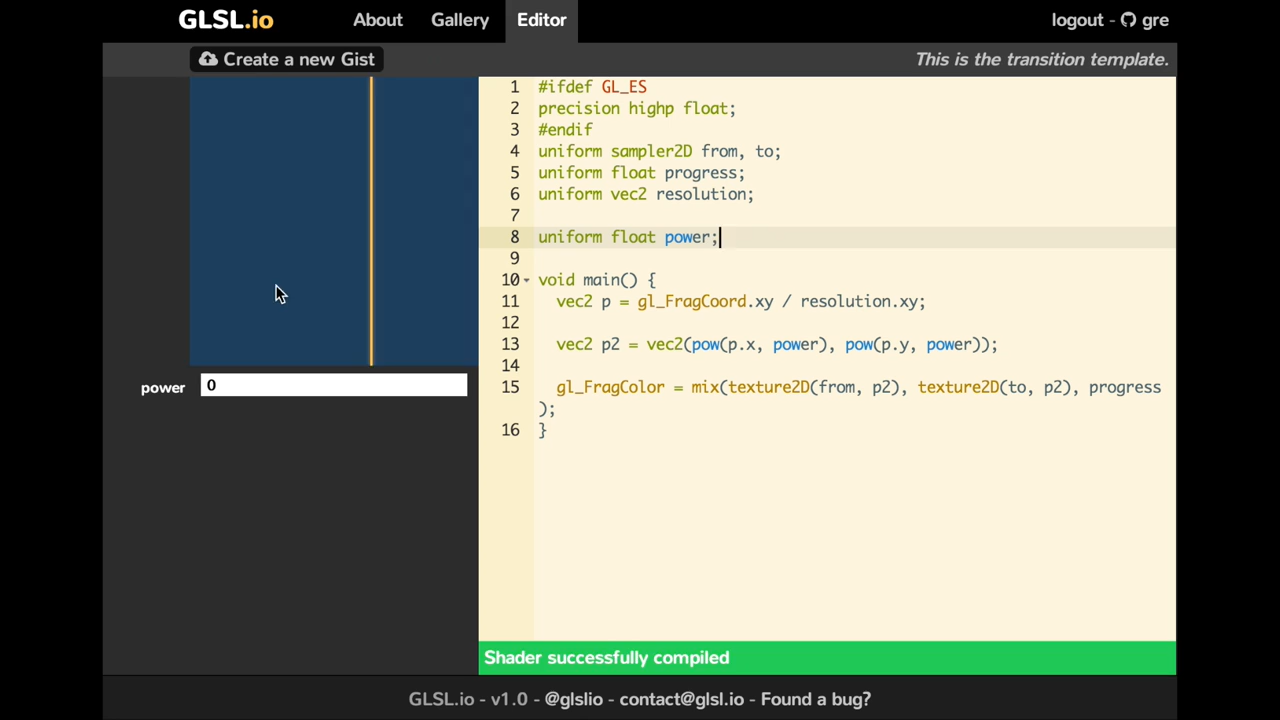 GLSL.io About Gallery Editor logout - gre
Create a new Gist This is the transition template.
1 #ifdef GL_ES
2 precision highp float;
3 #endif
4 uniform sampler2D from, to;
5 uniform float progress;
6 uniform vec2 resolution;
7
8 uniform float power;
9
10 void main() {
11 vec2 p = gl_FragCoord.xy / resolution.xy;
12
13 vec2 p2 = vec2(pow(p.x, power), pow(p.y, power));
14
15 gl_FragColor = mix(texture2D(from, p2), texture2D(to, p2), progress
);
16 }
power 0
Shader successfully compiled
GLSL.io - v1.0 - @glslio - contact@glsl.io - Found a bug?